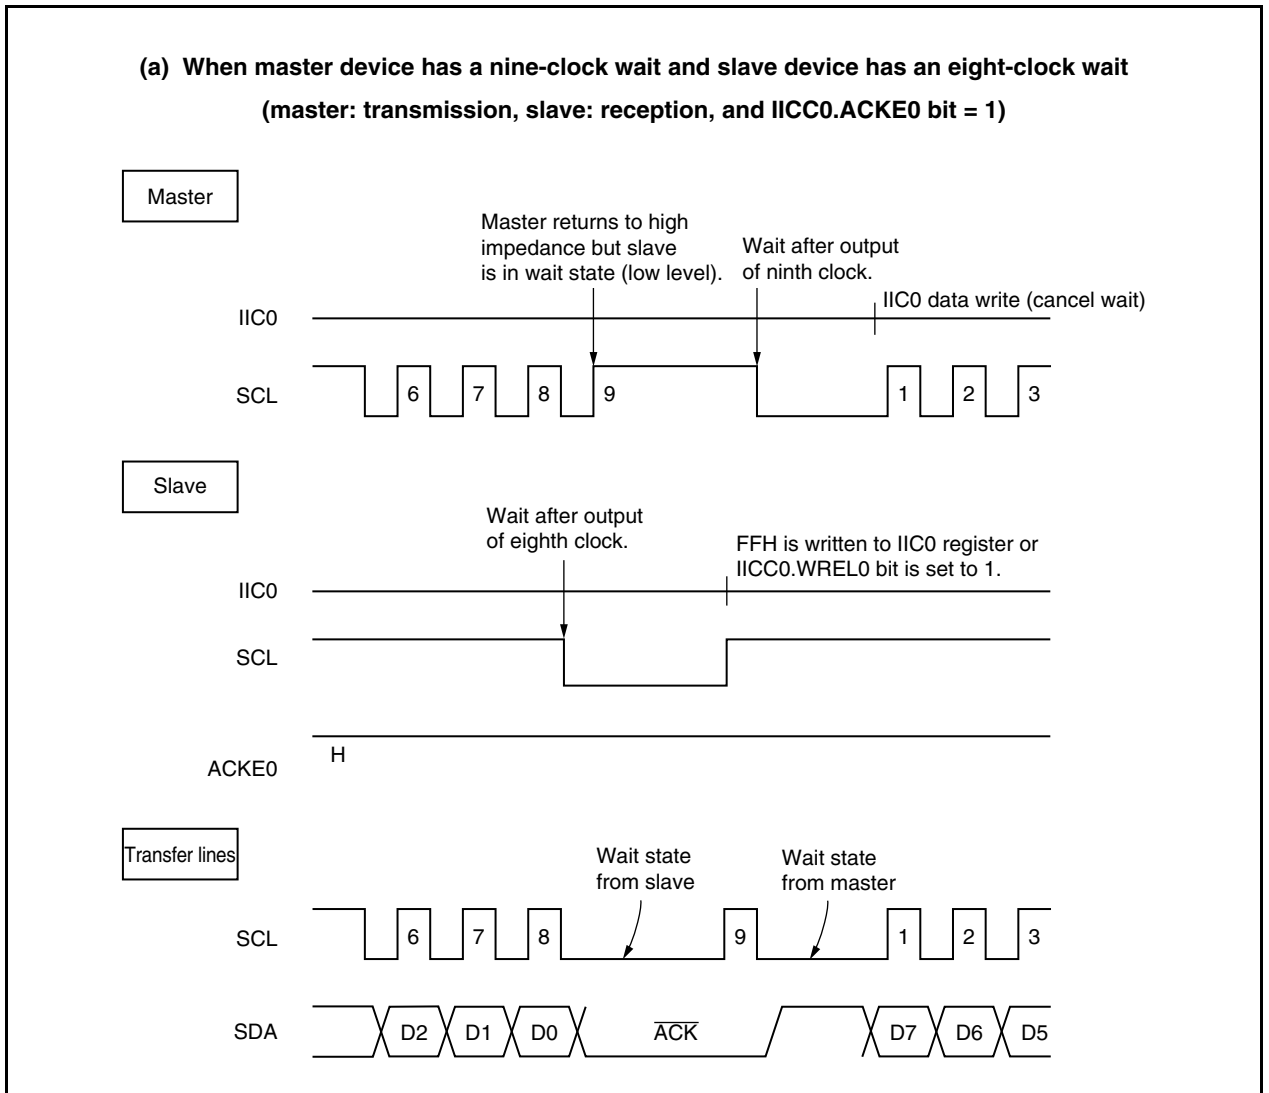 (a) When master device has a nine-clock wait and slave device has an eight-clock wait
(master: transmission, slave: reception, and IICC0.ACKE0 bit = 1)
Master
Master returns to high
impedance but slave
is in wait state (low level).
Wait after output
of ninth clock.
IIC0 data write (cancel wait)
IIC0
SCL
6 7 8 9 1 2 3
Slave
Wait after output
of eighth clock.
FFH is written to IIC0 register or
IICC0.WREL0 bit is set to 1.
IIC0
SCL
H
ACKE0
Transfer lines
Wait state
from slave
Wait state
from master
SCL
6 7 8 9 1 2 3
SDA
D2 D1 D0 ACK D7 D6 D5